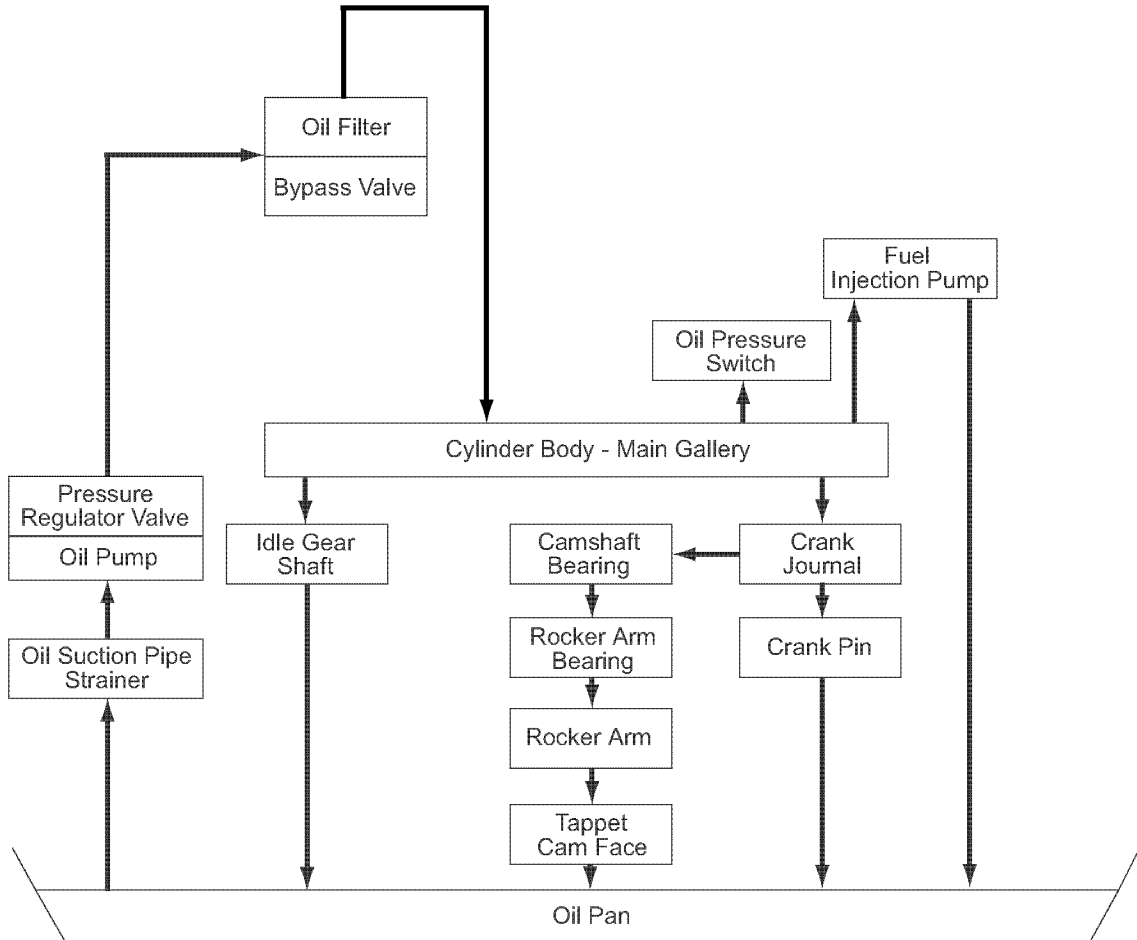 Oil Filter
Bypass Valve
Fuel
Injection Pump
Oil Pressure
Switch
Cylinder Body - Main Gallery
Pressure
Regulator Valve
Oil Pump
Idle Gear
Shaft
Camshaft
Bearing
Crank
Journal
Oil Suction Pipe
Strainer
Rocker Arm
Bearing
Crank Pin
Rocker Arm
Tappet
Cam Face
Oil Pan